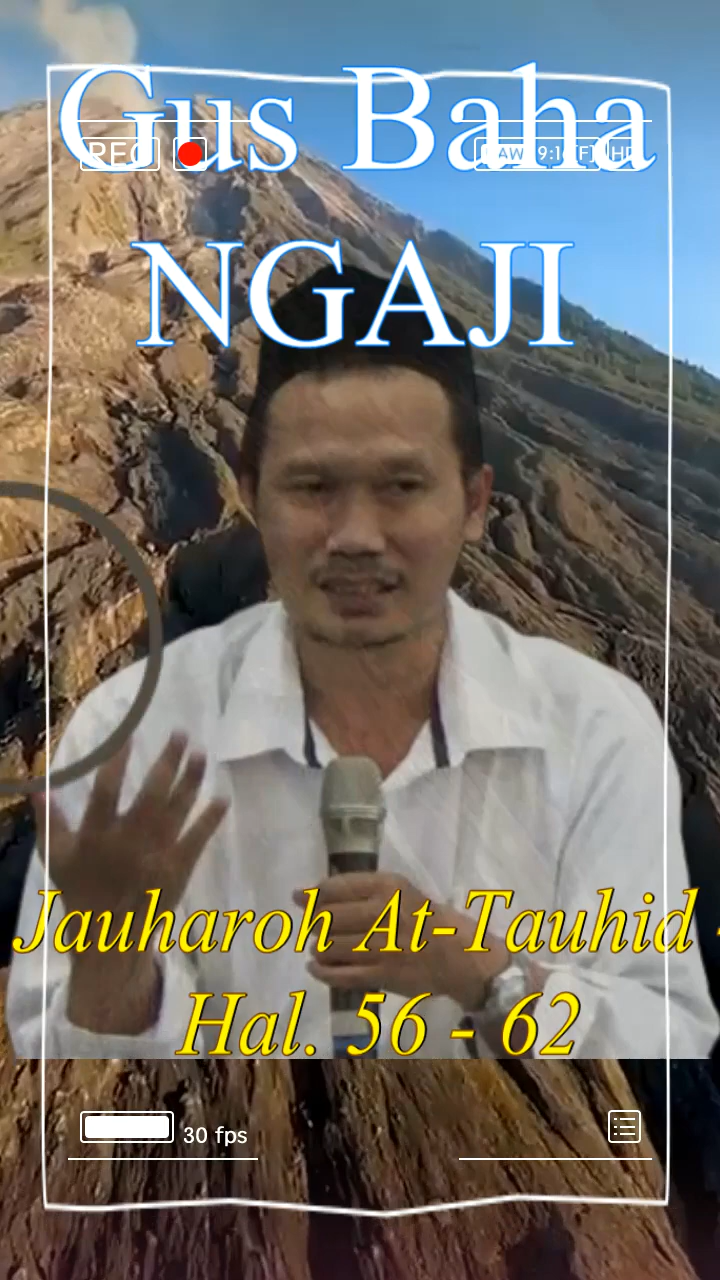 Gus Baha
REC
NGAJI
Jauharoh At-Tauhid -
Hal. 56 - 62
30 fps